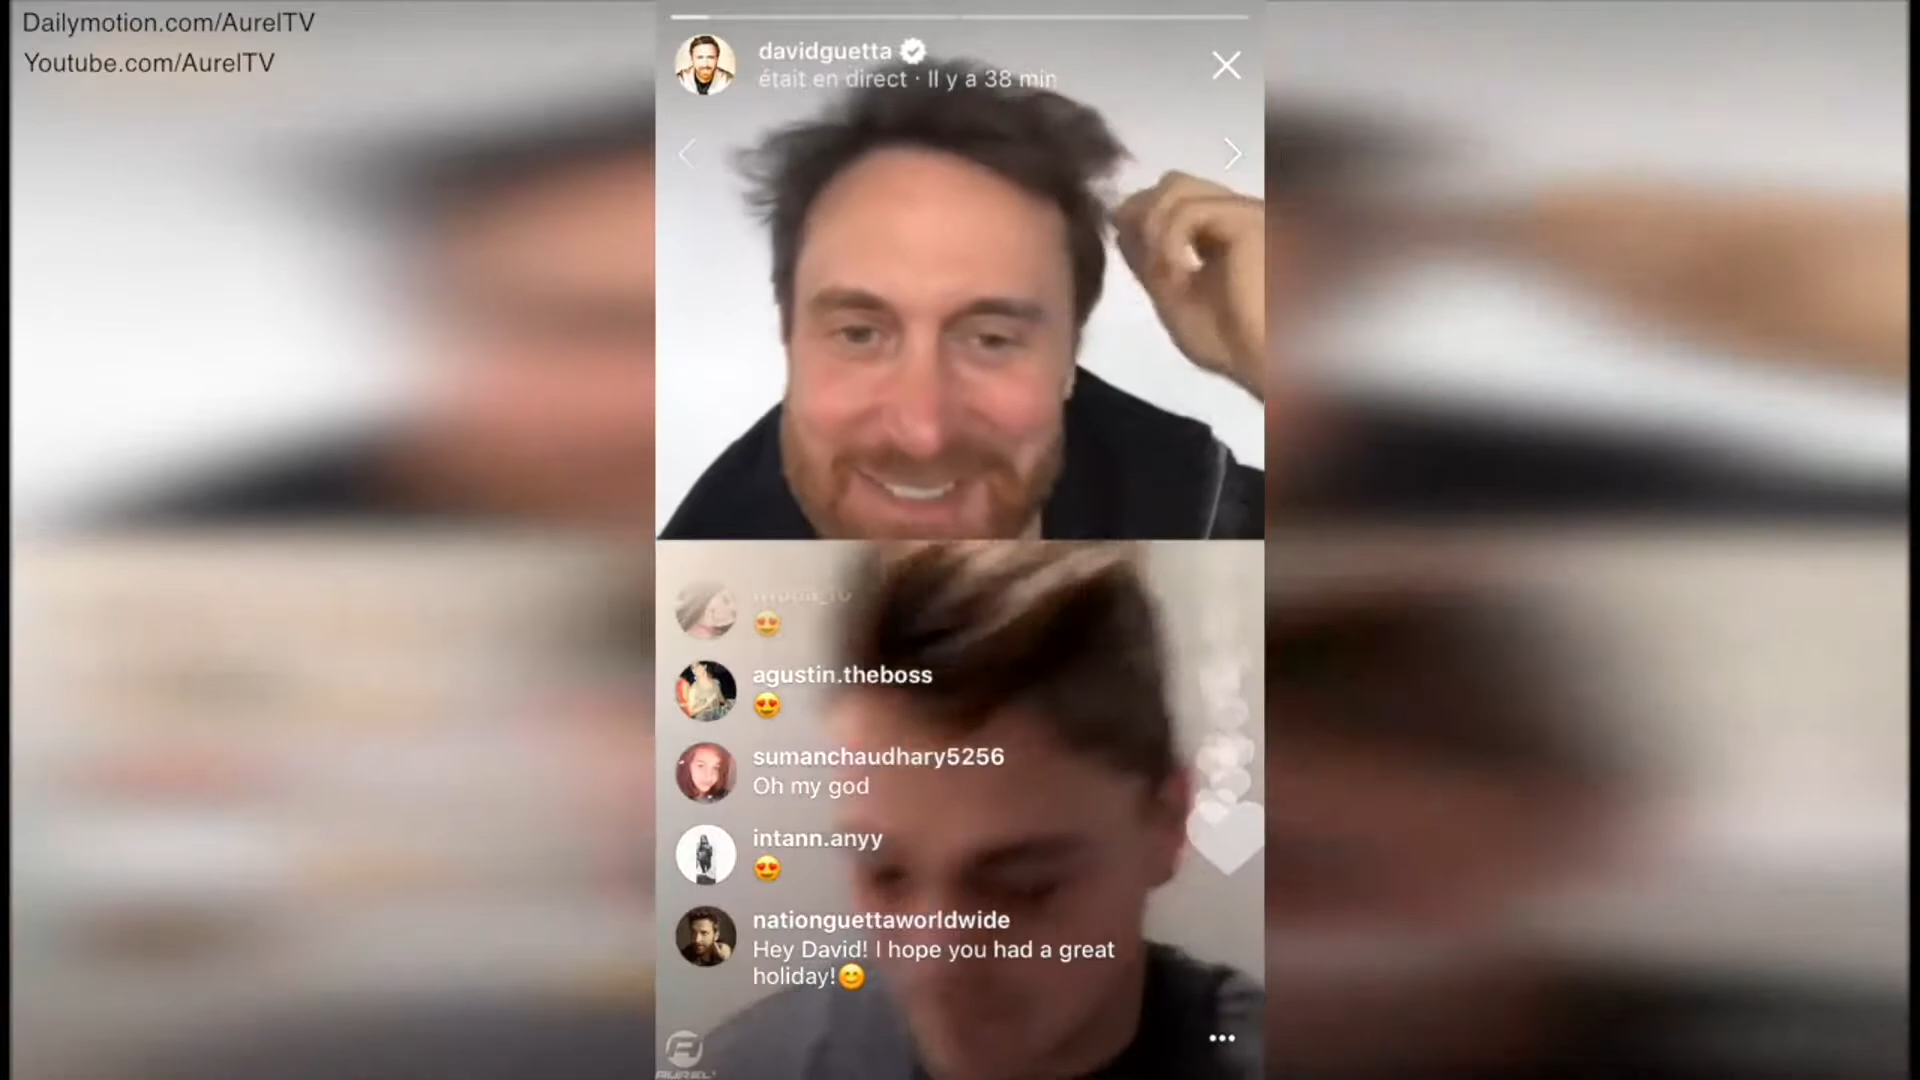 Dailymotion.com/AurelTV
Youtube.com/AurelTV
davidguetta
était en direct · Il y a 38 min
😍
agustin.theboss
😍
sumanchaudhary5256
Oh my god
intann.anyy
😍
nationguettaworldwide
Hey David! I hope you had a great
holiday!😊
AUREL